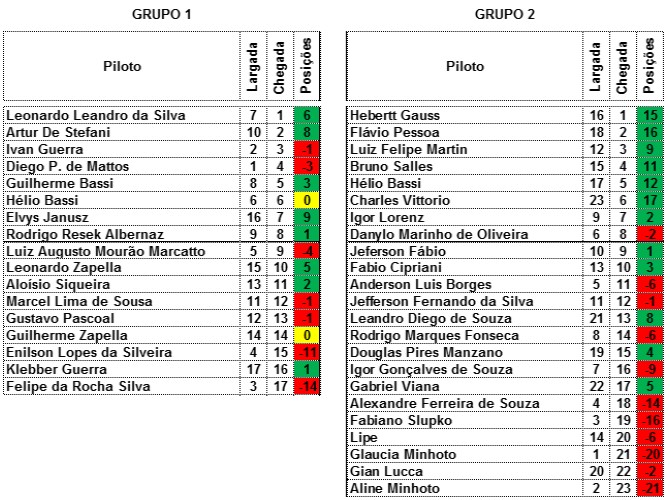 GRUPO 1
Piloto Largada Chegada Posições
Leonardo Leandro da Silva 7 1 6
Artur De Stefani 10 2 8
Ivan Guerra 2 3 -1
Diego P. de Mattos 1 4 -3
Guilherme Bassi 8 5 3
Hélio Bassi 6 6 0
Elvys Janusz 16 7 9
Rodrigo Resek Albernaz 9 8 1
Luiz Augusto Mourão Marcatto 5 9 -4
Leonardo Zapella 15 10 5
Aloísio Siqueira 13 11 2
Marcel Lima de Sousa 11 12 -1
Gustavo Pascoal 12 13 -1
Guilherme Zapella 14 14 0
Enilson Lopes da Silveira 4 15 -11
Klebber Guerra 17 16 1
Felipe da Rocha Silva 3 17 -14
GRUPO 2
Piloto Largada Chegada Posições
Hebertt Gauss 16 1 15
Flávio Pessoa 18 2 16
Luiz Felipe Martin 12 3 9
Bruno Salles 15 4 11
Hélio Bassi 17 5 12
Charles Vittorio 23 6 17
Igor Lorenz 9 7 2
Danylo Marinho de Oliveira 6 8 -2
Jeferson Fábio 10 9 1
Fabio Cipriani 13 10 3
Anderson Luis Borges 5 11 -6
Jefferson Fernando da Silva 11 12 -1
Leandro Diego de Souza 21 13 8
Rodrigo Marques Fonseca 8 14 -6
Douglas Pires Manzano 19 15 4
Igor Gonçalves de Souza 7 16 -9
Gabriel Viana 22 17 5
Alexandre Ferreira de Souza 4 18 -14
Fabiano Slupko 3 19 -16
Lipe 14 20 -6
Glaucia Minhoto 1 21 -20
Gian Lucca 20 22 -2
Aline Minhoto 2 23 -21